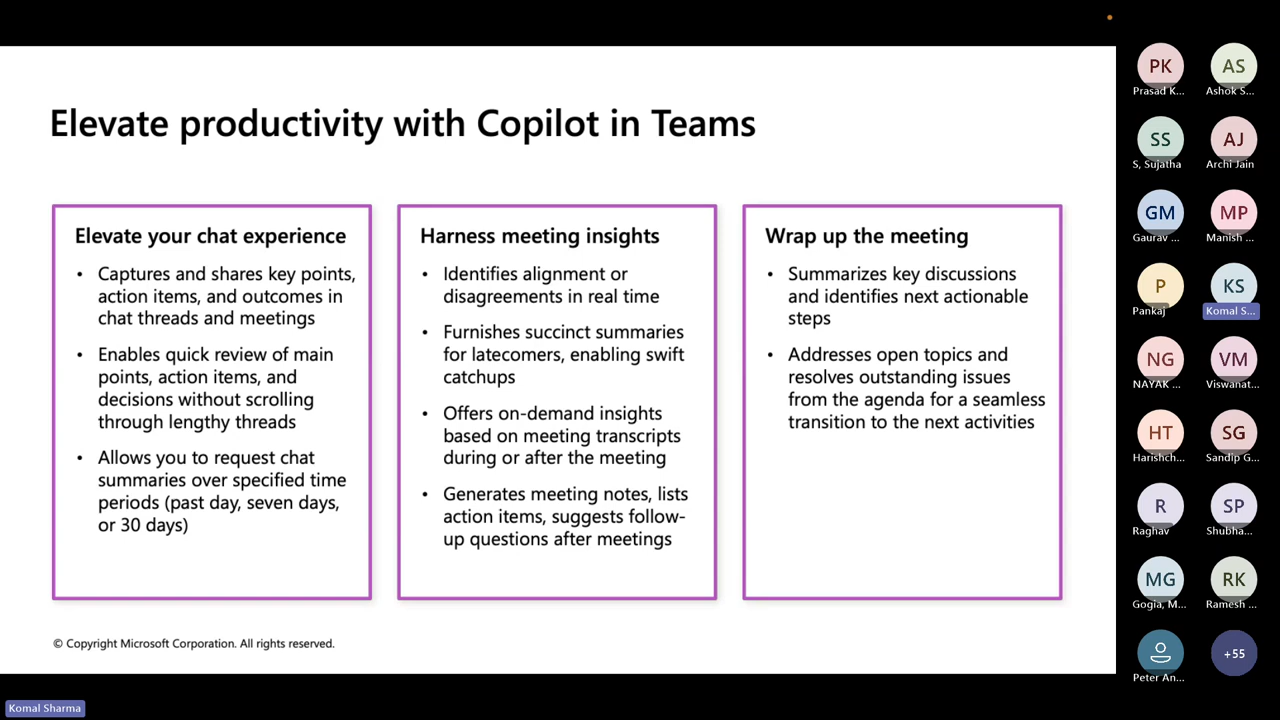 Elevate productivity with Copilot in Teams
Elevate your chat experience
• Captures and shares key points,
action items, and outcomes in
chat threads and meetings
• Enables quick review of main
points, action items, and
decisions without scrolling
through lengthy threads
• Allows you to request chat
summaries over specified time
periods (past day, seven days,
or 30 days)
Harness meeting insights
• Identifies alignment or
disagreements in real time
• Furnishes succinct summaries
for latecomers, enabling swift
catchups
• Offers on-demand insights
based on meeting transcripts
during or after the meeting
• Generates meeting notes, lists
action items, suggests follow-
up questions after meetings
Wrap up the meeting
• Summarizes key discussions
and identifies next actionable
steps
• Addresses open topics and
resolves outstanding issues
from the agenda for a seamless
transition to the next activities
© Copyright Microsoft Corporation. All rights reserved.
Komal Sharma
PK
Prasad K...
AS
Ashok S...
SS
S, Sujatha
AJ
Archi Jain
GM
Gaurav ...
MP
Manish ...
P
Pankaj
KS
Komal S...
NG
NAYAK ...
VM
Viswanat...
HT
Harishch...
SG
Sandip G...
R
Raghav
SP
Shubha...
MG
Gogia, M...
RK
Ramesh ...
Peter An...
+55